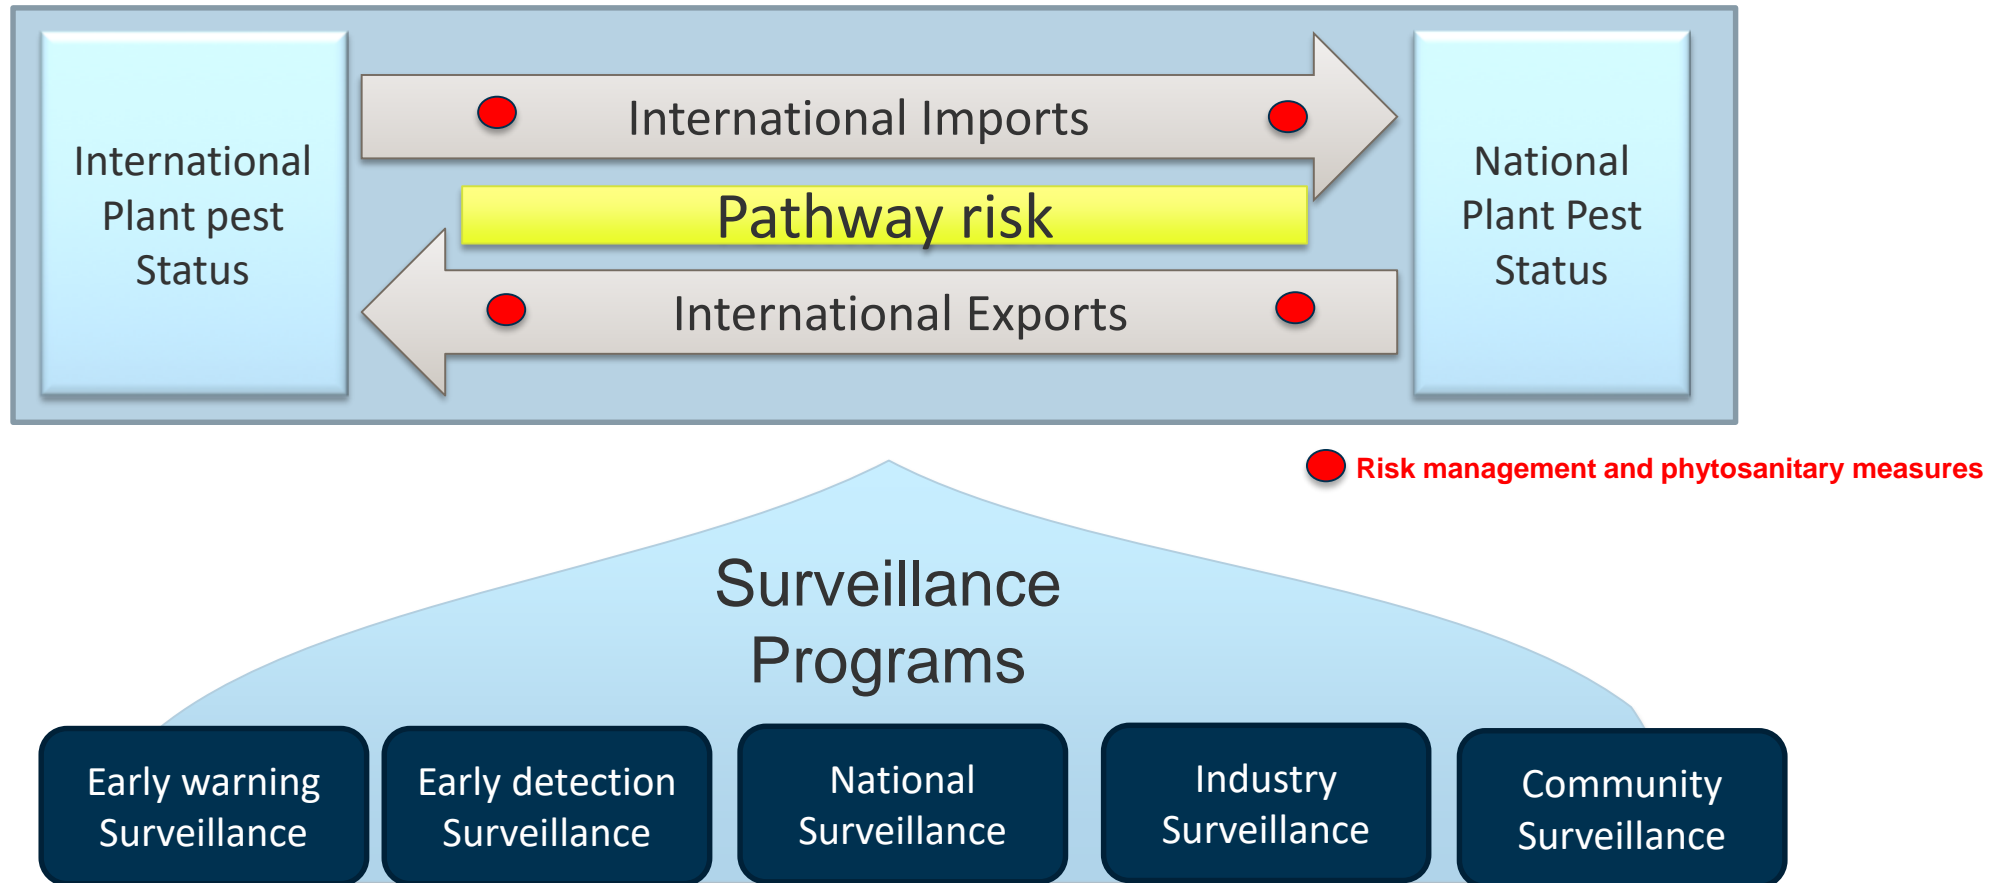 International
Plant pest
Status
International Imports
Pathway risk
International Exports
National
Plant Pest
Status
Risk management and phytosanitary measures
Surveillance
Programs
Early warning
Surveillance
Early detection
Surveillance
National
Surveillance
Industry
Surveillance
Community
Surveillance